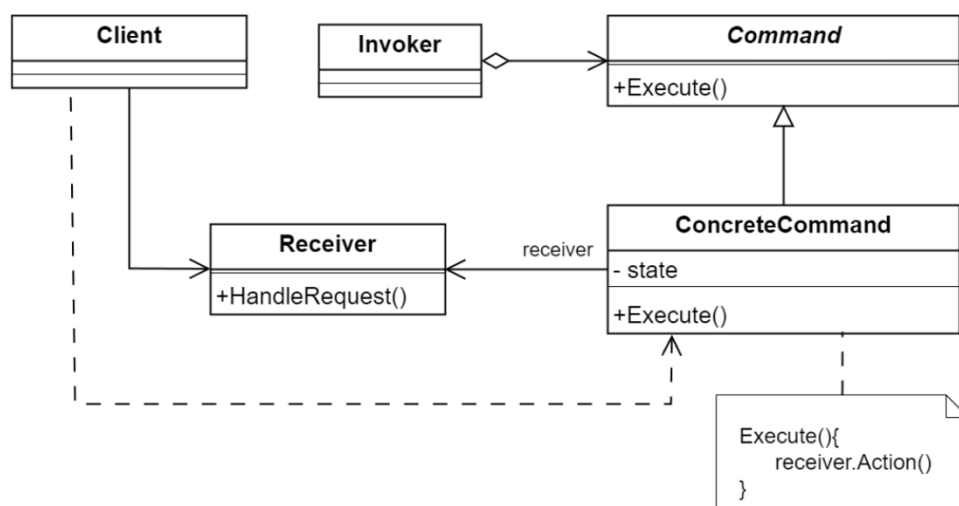 Client
Invoker
Command
+Execute()
Receiver
+HandleRequest()
receiver
ConcreteCommand
- state
+Execute()
Execute(){
receiver.Action()
}